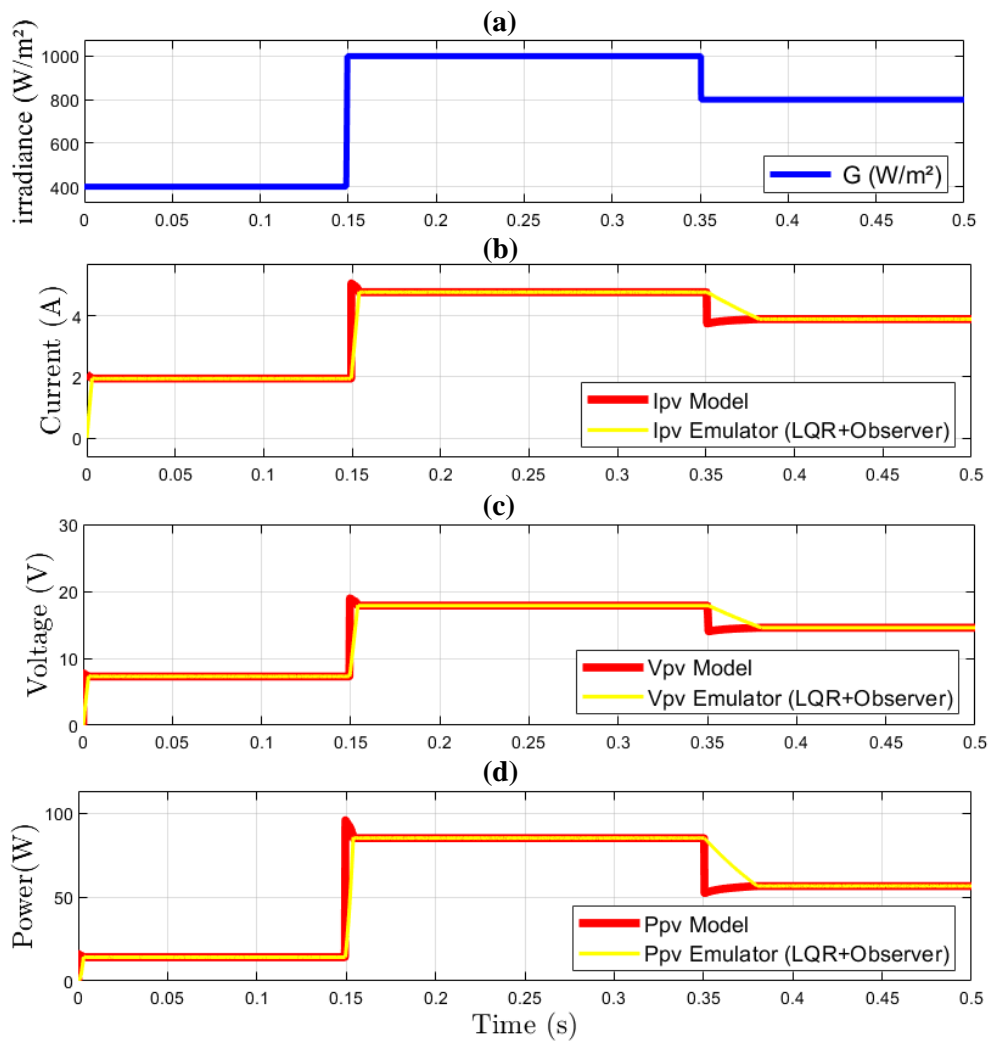 (a)
irradiance (W/m²)
1000
800
600
400
G (W/m²)
0 0.05 0.1 0.15 0.2 0.25 0.3 0.35 0.4 0.45 0.5
(b)
Current (A)
4
2
0
Ipv Model
Ipv Emulator (LQR+Observer)
0 0.05 0.1 0.15 0.2 0.25 0.3 0.35 0.4 0.45 0.5
(c)
Voltage (V)
30
20
10
0
Vpv Model
Vpv Emulator (LQR+Observer)
0 0.05 0.1 0.15 0.2 0.25 0.3 0.35 0.4 0.45 0.5
(d)
Power(W)
100
50
0
Ppv Model
Ppv Emulator (LQR+Observer)
0 0.05 0.1 0.15 0.2 0.25 0.3 0.35 0.4 0.45 0.5
Time (s)